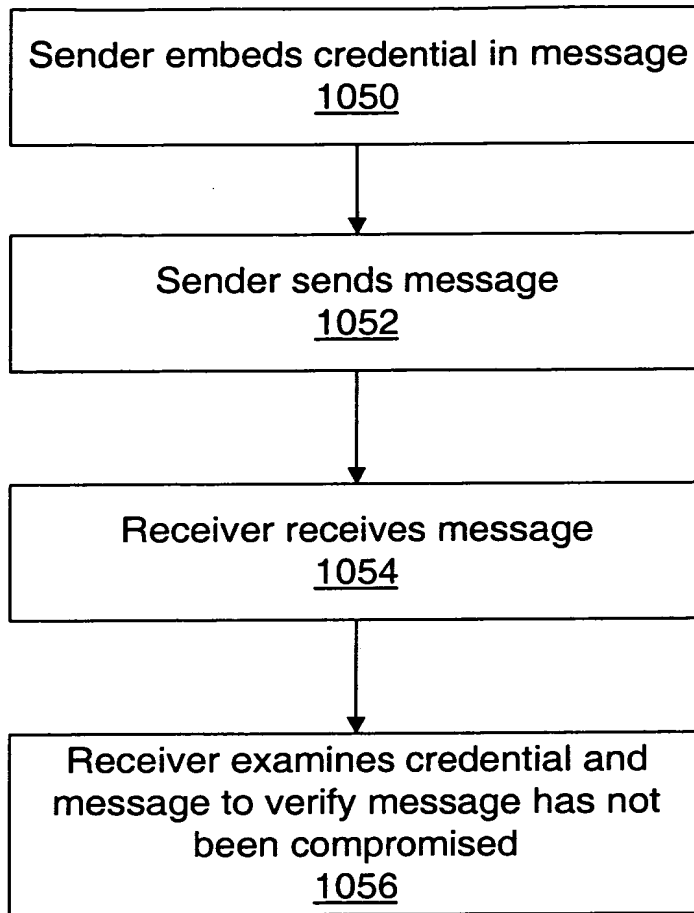 Sender embeds credential in message
1050
Sender sends message
1052
Receiver receives message
1054
Receiver examines credential and
message to verify message has not
been compromised
1056